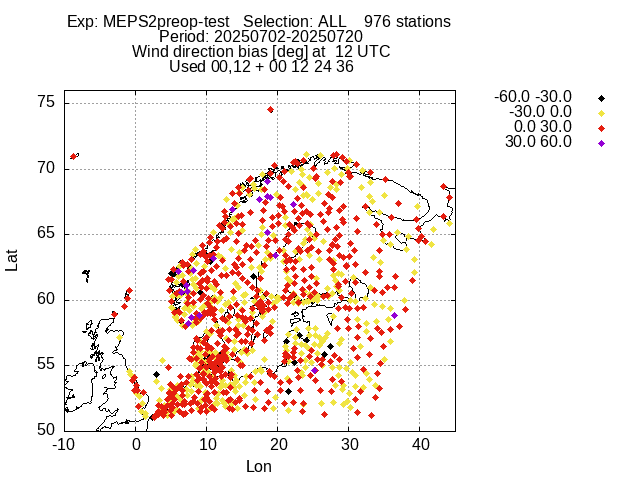 Exp: MEPS2preop-test   Selection: ALL    976 stations
Period: 20250702-20250720
Wind direction bias [deg] at  12 UTC
Used 00,12 + 00 12 24 36
-60.0 -30.0
-30.0 0.0
0.0 30.0
30.0 60.0
75
70
65
60
55
50
Lat
-10 0 10 20 30 40
Lon